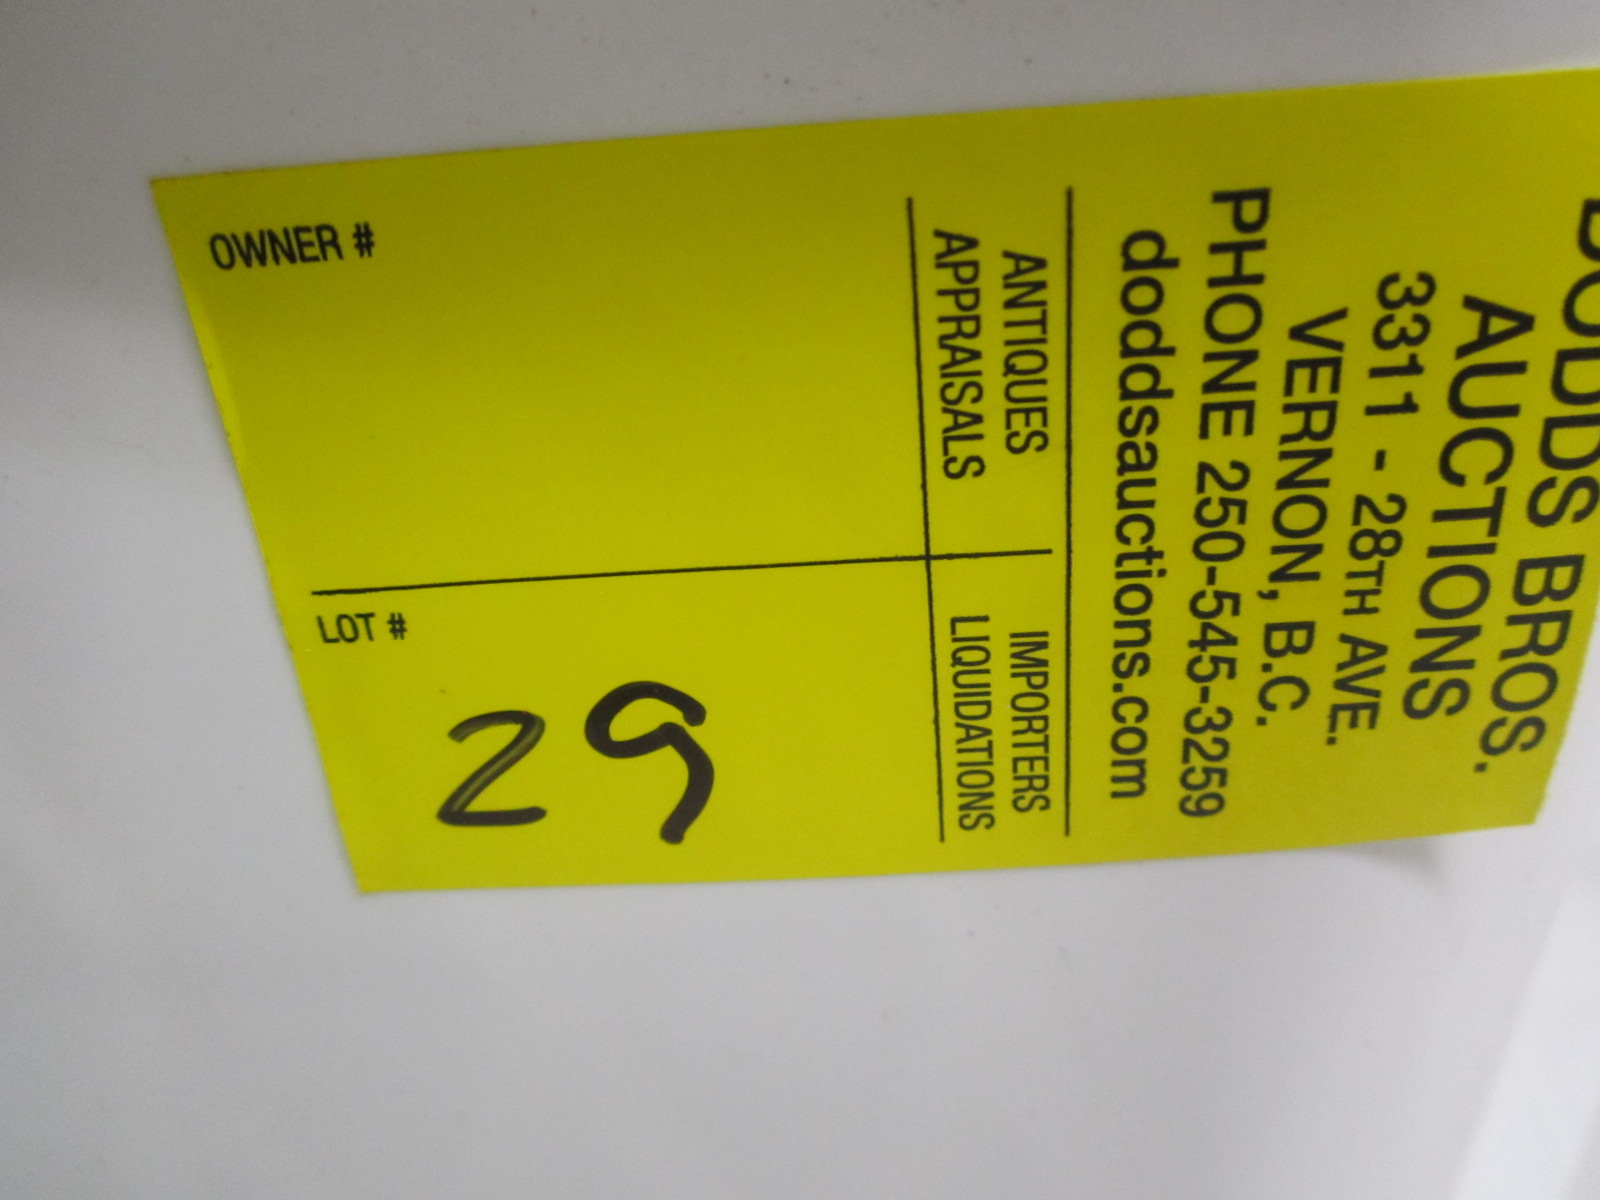 DODDS BROS.
AUCTIONS
3311 - 28TH AVE.
VERNON, B.C.
PHONE 250-545-3259
doddsauctions.com
ANTIQUES IMPORTERS
APPRAISALS LIQUIDATIONS
OWNER #
LOT #
29